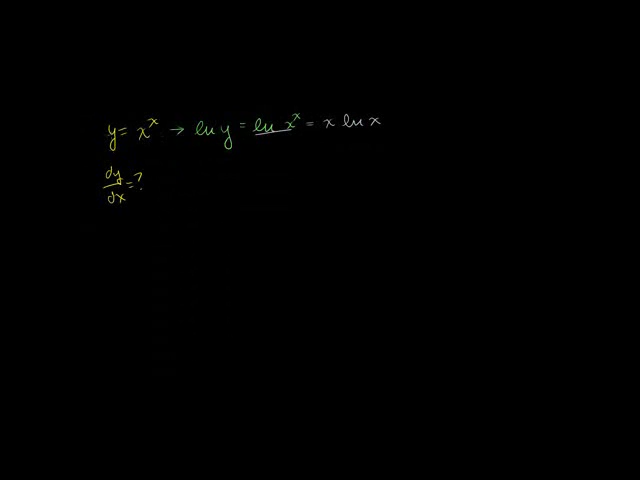 y = x^x → ln y = ln x^x = x ln x
dy/dx = ?